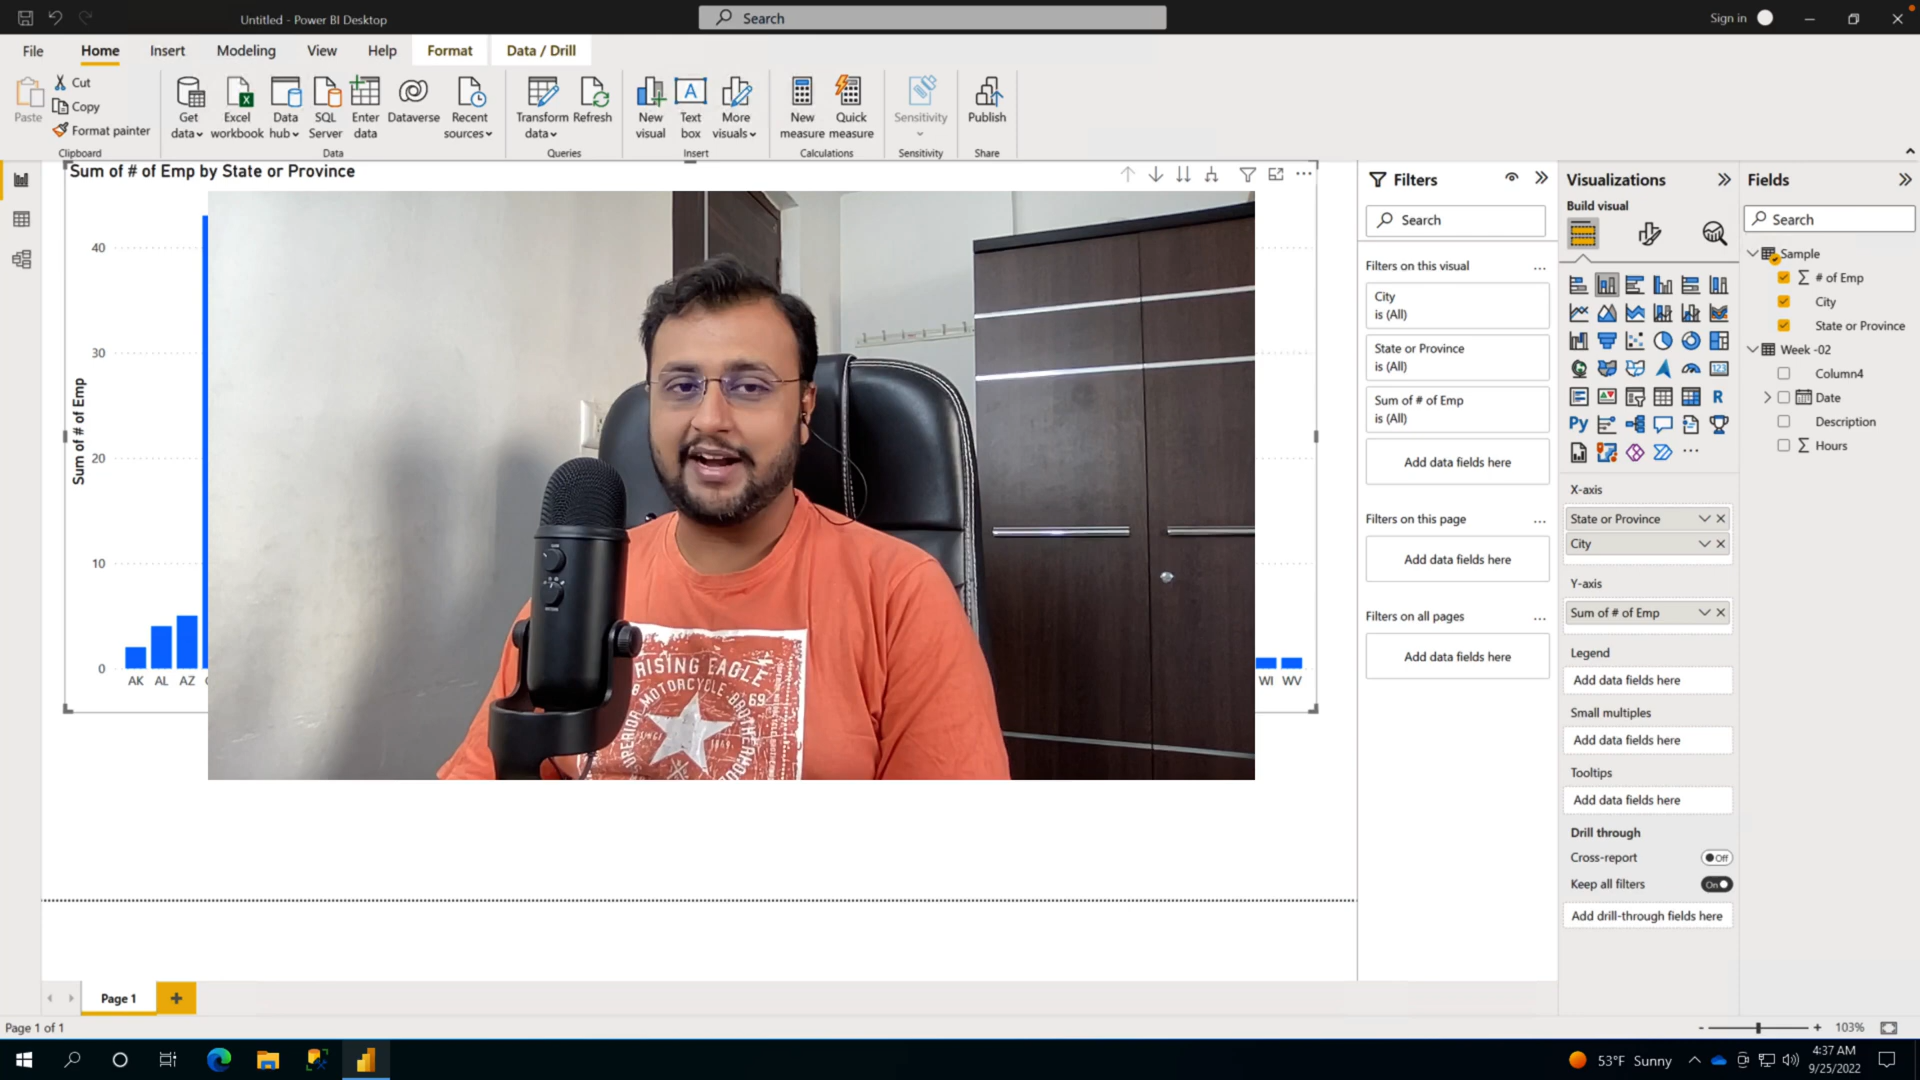 Untitled - Power BI Desktop
Search
Sign in
File Home Insert Modeling View Help Format Data / Drill
Paste
Cut
Copy
Format painter
Clipboard
Get data
Excel workbook
Data hub
SQL Server
Enter data
Dataverse
Recent sources
Data
Transform data
Refresh
Queries
New visual
Text box
More visuals
Insert
New measure
Quick measure
Calculations
Sensitivity
Sensitivity
Publish
Share
Sum of # of Emp by State or Province
Sum of # of Emp
40
30
20
10
0
AK AL AZ
WI WV
RISING EAGLE
MOTORCYCLE
69
Filters
Search
Filters on this visual
City
is (All)
State or Province
is (All)
Sum of # of Emp
is (All)
Add data fields here
Filters on this page
Add data fields here
Filters on all pages
Add data fields here
Visualizations
Build visual
123
R
Py
X-axis
State or Province
City
Y-axis
Sum of # of Emp
Legend
Add data fields here
Small multiples
Add data fields here
Tooltips
Add data fields here
Drill through
Cross-report Off
Keep all filters On
Add drill-through fields here
Fields
Search
Sample
# of Emp
City
State or Province
Week -02
Column4
Date
Description
Hours
Page 1
Page 1 of 1
103%
53°F Sunny
4:37 AM
9/25/2022